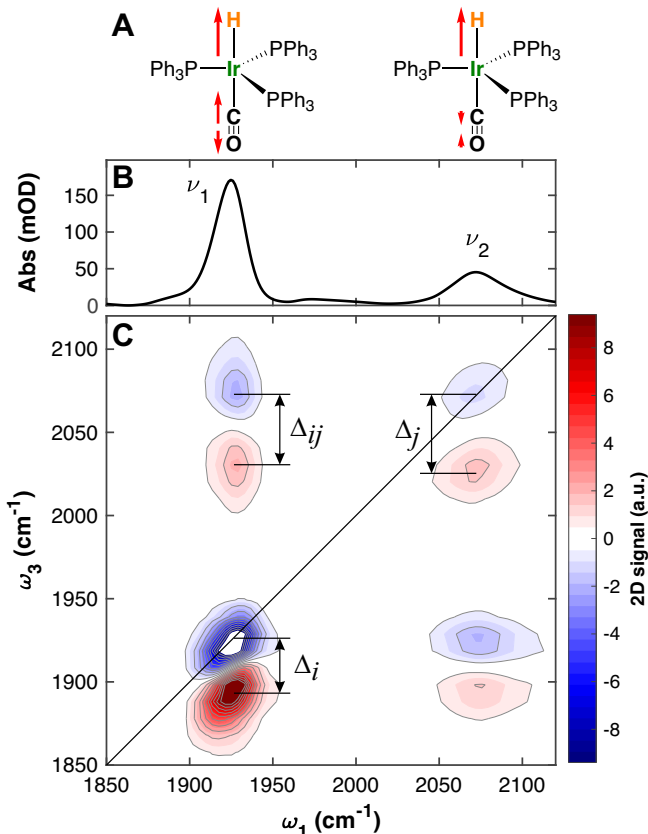 A
H
H
Ph₃P
Ir
PPh₃
PPh₃
C
O
Ph₃P
Ir
PPh₃
PPh₃
C
O
B
Abs (mOD)
150
100
50
0
ν₁
ν₂
C
ω₃ (cm⁻¹)
2100
2050
2000
1950
1900
1850
Δᵢⱼ
Δⱼ
Δᵢ
1850
1900
1950
2000
2050
2100
ω₁ (cm⁻¹)
8
6
4
2
0
-2
-4
-6
-8
2D signal (a.u.)